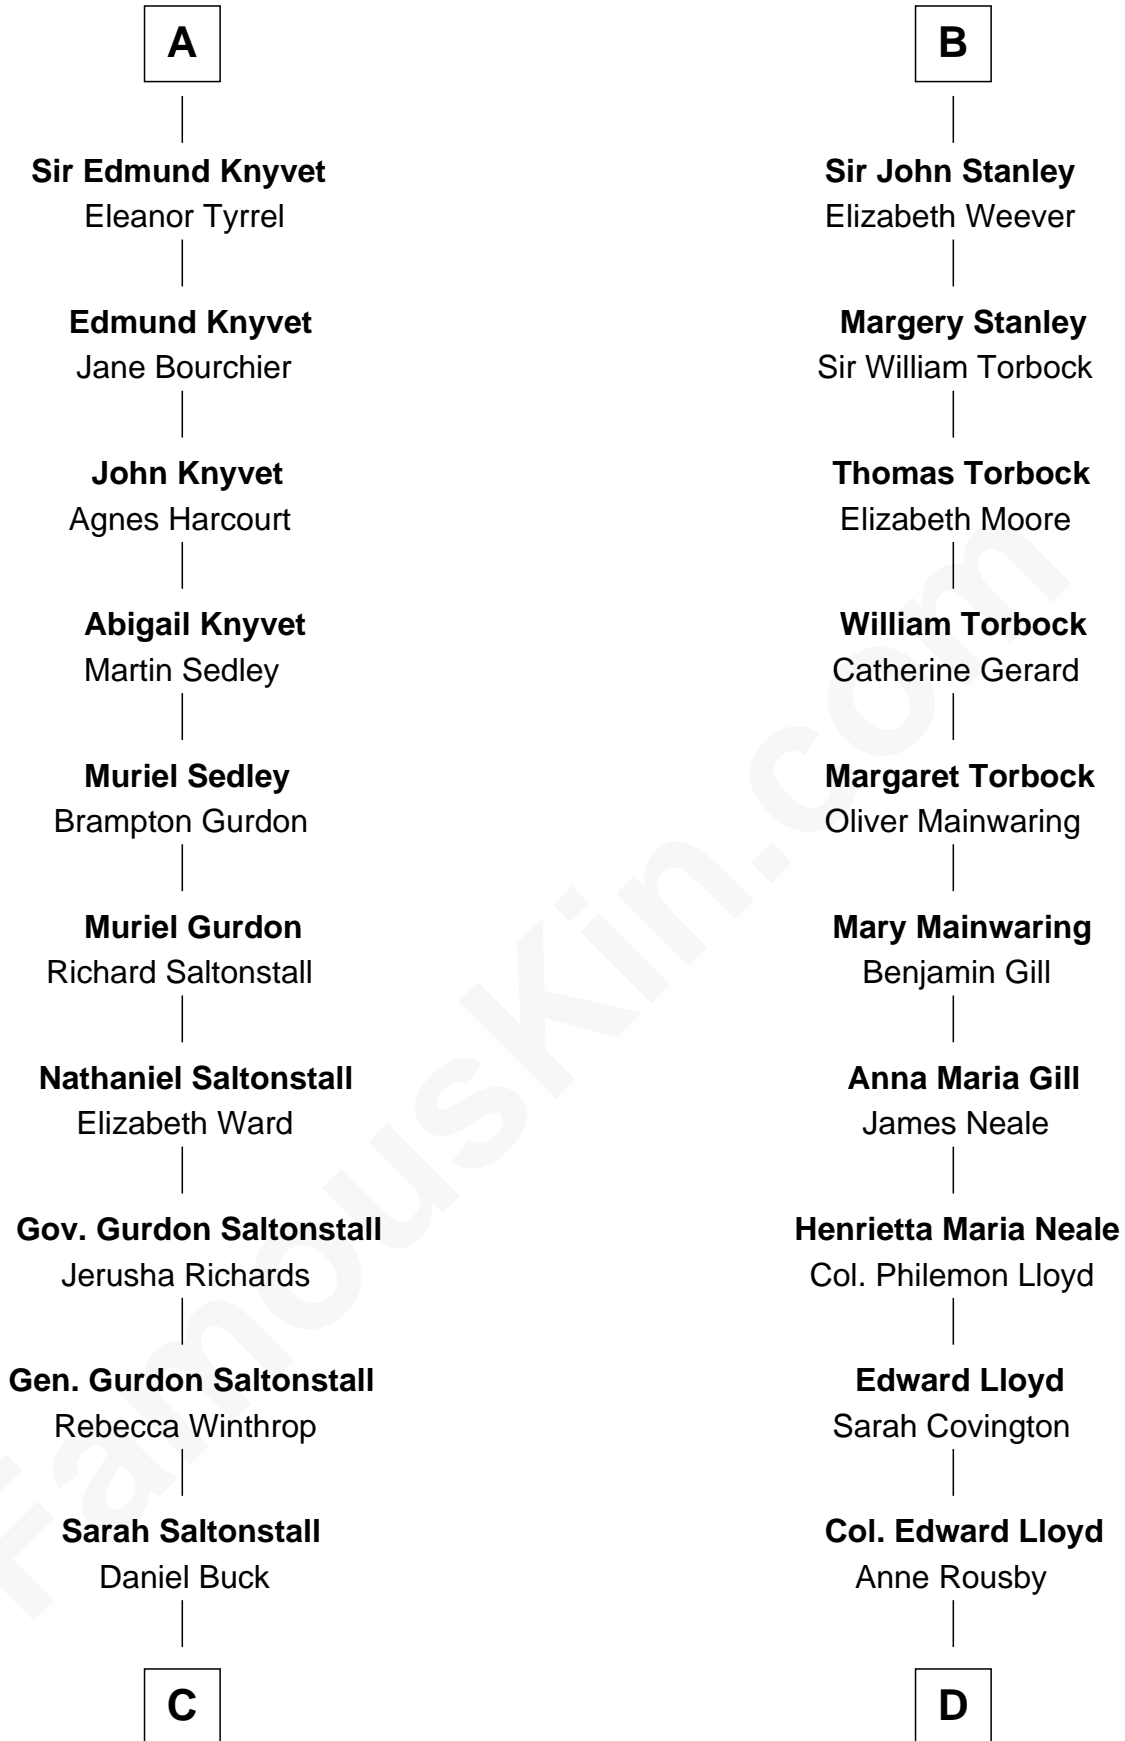 A
Sir Edmund Knyvet
Eleanor Tyrrel
Edmund Knyvet
Jane Bourchier
John Knyvet
Agnes Harcourt
Abigail Knyvet
Martin Sedley
Muriel Sedley
Brampton Gurdon
Muriel Gurdon
Richard Saltonstall
Nathaniel Saltonstall
Elizabeth Ward
Gov. Gurdon Saltonstall
Jerusha Richards
Gen. Gurdon Saltonstall
Rebecca Winthrop
Sarah Saltonstall
Daniel Buck
C
B
Sir John Stanley
Elizabeth Weever
Margery Stanley
Sir William Torbock
Thomas Torbock
Elizabeth Moore
William Torbock
Catherine Gerard
Margaret Torbock
Oliver Mainwaring
Mary Mainwaring
Benjamin Gill
Anna Maria Gill
James Neale
Henrietta Maria Neale
Col. Philemon Lloyd
Edward Lloyd
Sarah Covington
Col. Edward Lloyd
Anne Rousby
D
FamousKin.com